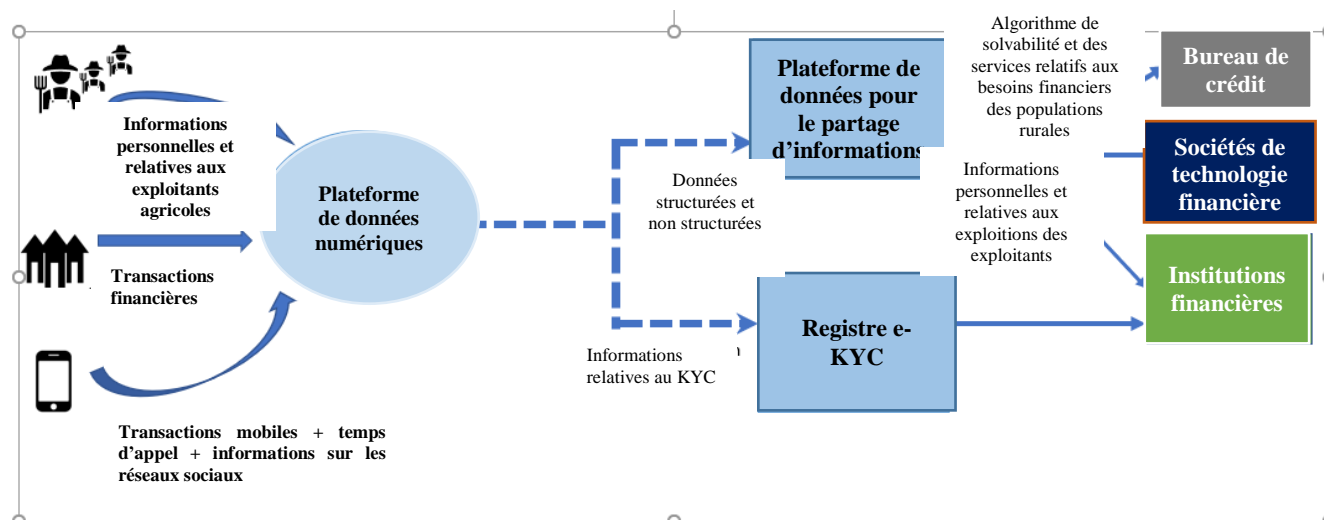 Informations
personnelles et
relatives aux
exploitants
agricoles
Transactions
financières
Transactions mobiles + temps
d'appel + informations sur les
réseaux sociaux
Plateforme
de données
numériques
Données
structurées et
non structurées
Informations
relatives au KYC
Plateforme de
données pour
le partage
d'informations
Registre e-
KYC
Algorithme de
solvabilité et des
services relatifs aux
besoins financiers
des populations
rurales
Informations
personnelles et
relatives aux
exploitions des
exploitants
Bureau de
crédit
Sociétés de
technologie
financière
Institutions
financières